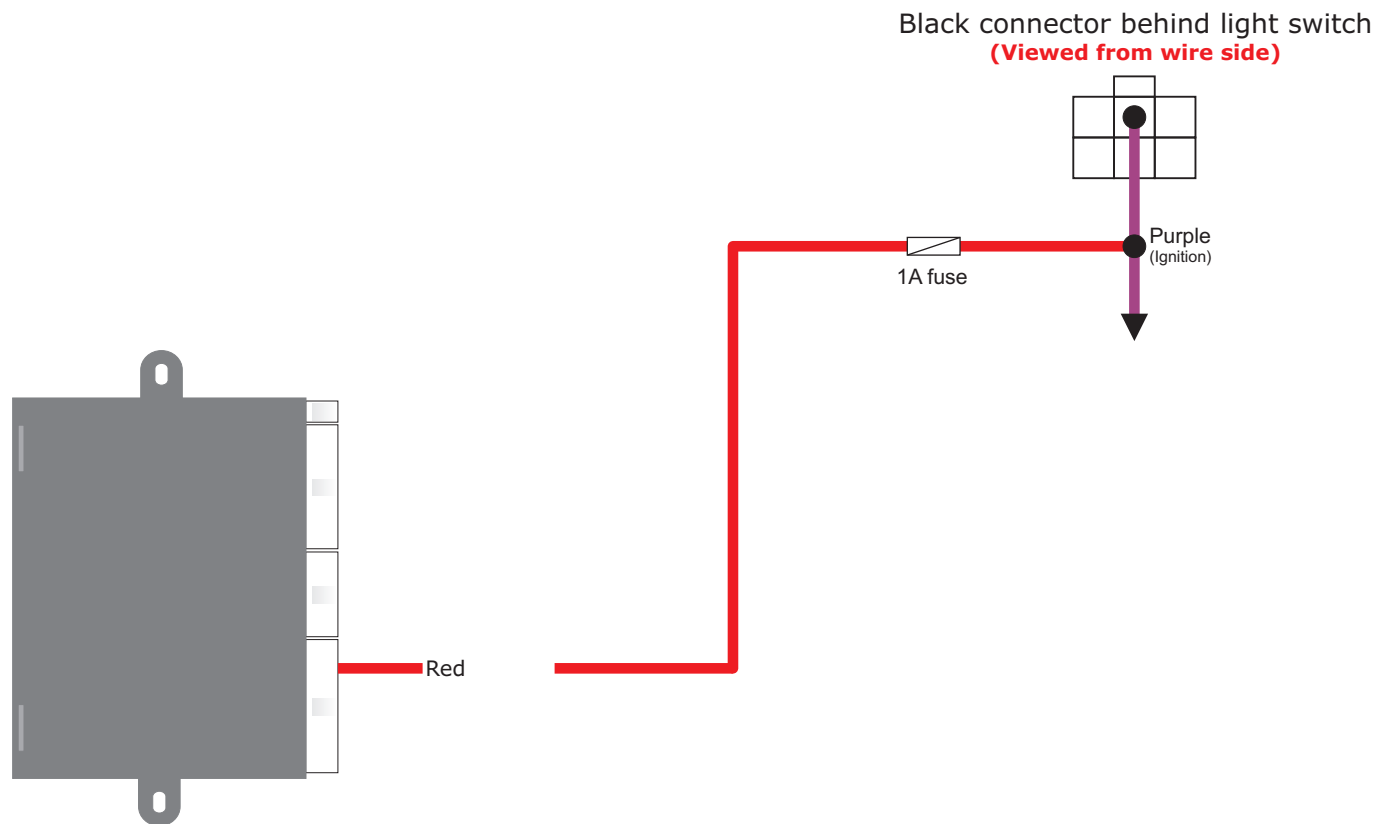 Black connector behind light switch
(Viewed from wire side)
Purple
(Ignition)
1A fuse
Red